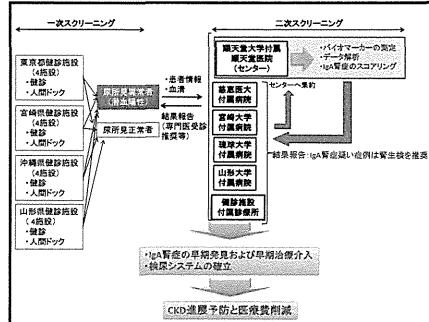 一次スクリーニング
二次スクリーニング
東京都健診施設
(4施設)
・健診
・人間ドック
宮崎県健診施設
(4施設)
・健診
・人間ドック
沖縄県健診施設
(4施設)
・健診
・人間ドック
山形県健診施設
(4施設)
・健診
・人間ドック
尿所見異常者
(潜血陽性)
尿所見正常者
・患者情報
・血清
結果報告
(専門医受診
推奨等)
順天堂大学付属
順天堂医院
(センター)
慈恵医大
付属病院
宮崎大学
付属病院
琉球大学
付属病院
山形大学
付属病院
健診施設
付属診療所
・バイオマーカーの測定
・データ解析
・IgA腎症のスコアリング
センターへ集約
結果報告:IgA腎症疑い症例は腎生検を推奨
・IgA腎症の早期発見および早期治療介入
・検尿システムの確立
CKD進展予防と医療費削減